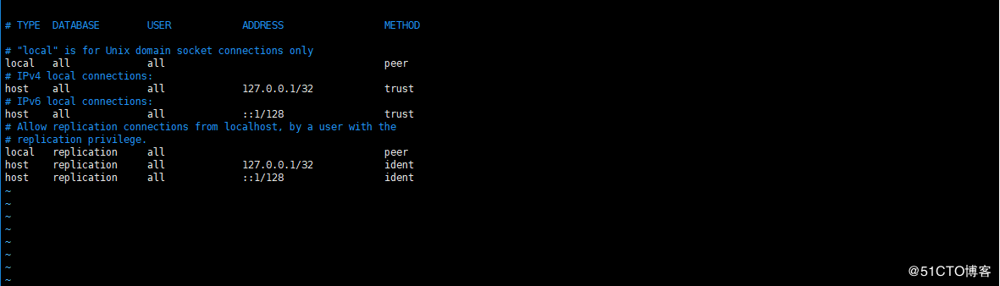 # TYPE  DATABASE        USER            ADDRESS                 METHOD
# "local" is for Unix domain socket connections only
local   all             all                                     peer
# IPv4 local connections:
host    all             all             127.0.0.1/32            trust
# IPv6 local connections:
host    all             all             ::1/128                 trust
# Allow replication connections from localhost, by a user with the
# replication privilege.
local   replication     all                                     peer
host    replication     all             127.0.0.1/32            ident
host    replication     all             ::1/128                 ident
~
~
~
~
~
~
~
~
@51CTO博客